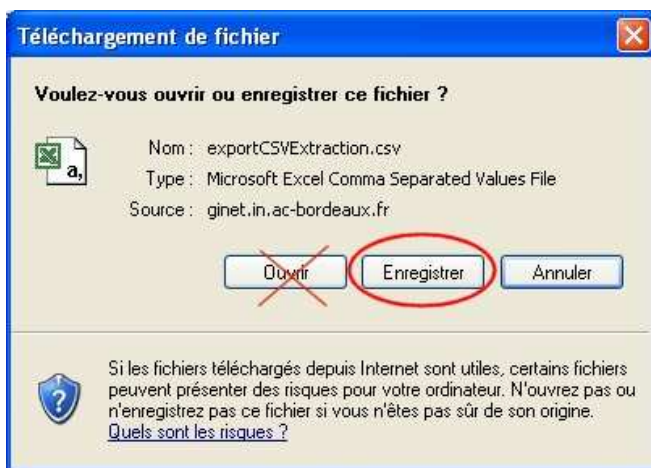 Téléchargement de fichier
Voulez-vous ouvrir ou enregistrer ce fichier ?
a,
Nom : exportCSVExtraction.csv
Type : Microsoft Excel Comma Separated Values File
Source : ginet.in.ac-bordeaux.fr
Ouvrir Enregistrer Annuler
Si les fichiers téléchargés depuis Internet sont utiles, certains fichiers
peuvent présenter des risques pour votre ordinateur. N'ouvrez pas ou
n'enregistrez pas ce fichier si vous n'êtes pas sûr de son origine.
Quels sont les risques ?